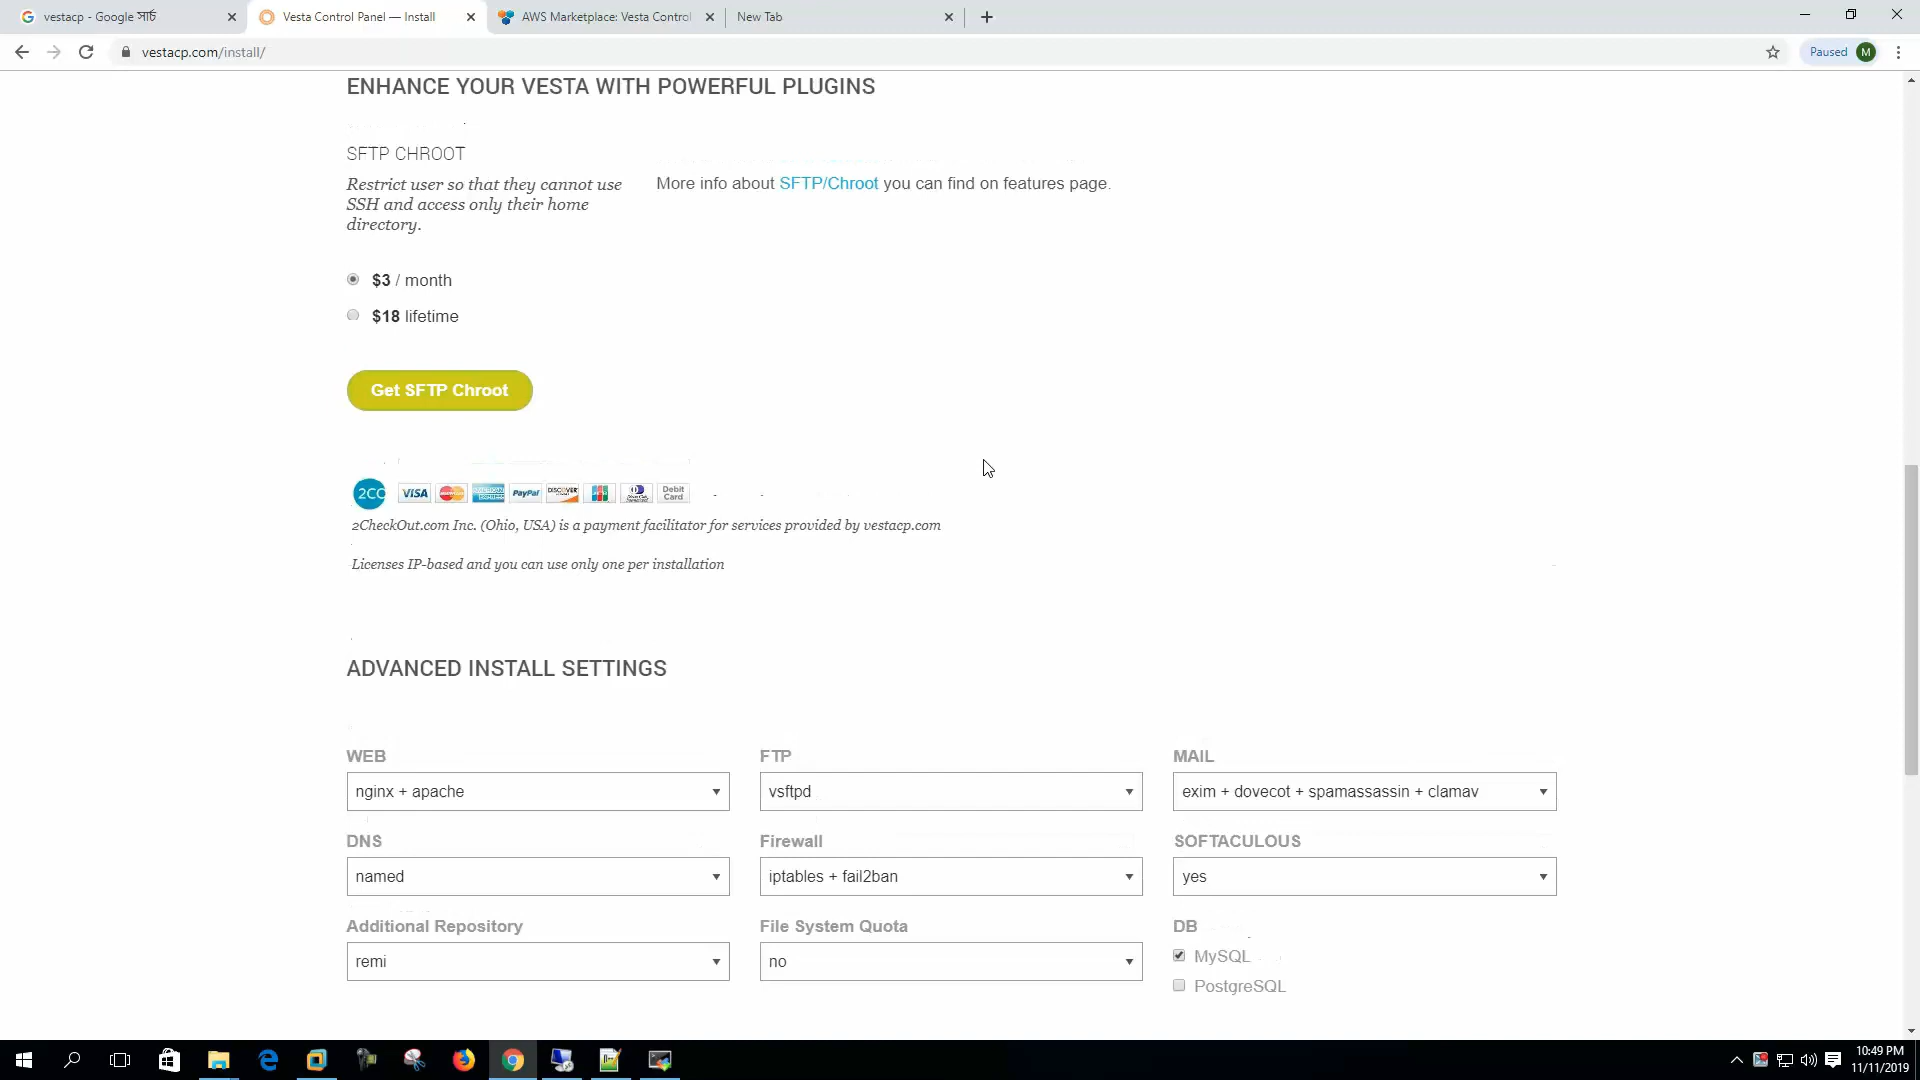 vestacp - Google সার্চ
Vesta Control Panel — Install
AWS Marketplace: Vesta Control
New Tab
vestacp.com/install/
Paused M
ENHANCE YOUR VESTA WITH POWERFUL PLUGINS
SFTP CHROOT
Restrict user so that they cannot use
SSH and access only their home
directory.
More info about SFTP/Chroot you can find on features page.
$3 / month
$18 lifetime
Get SFTP Chroot
2CO VISA MasterCard AMERICAN EXPRESS PayPal DISCOVER JCB Diners Club Debit Card
2CheckOut.com Inc. (Ohio, USA) is a payment facilitator for services provided by vestacp.com
Licenses IP-based and you can use only one per installation
ADVANCED INSTALL SETTINGS
WEB FTP MAIL
nginx + apache vsftpd exim + dovecot + spamassassin + clamav
DNS Firewall SOFTACULOUS
named iptables + fail2ban yes
Additional Repository File System Quota DB
remi no MySQL
PostgreSQL
10:49 PM
11/11/2019